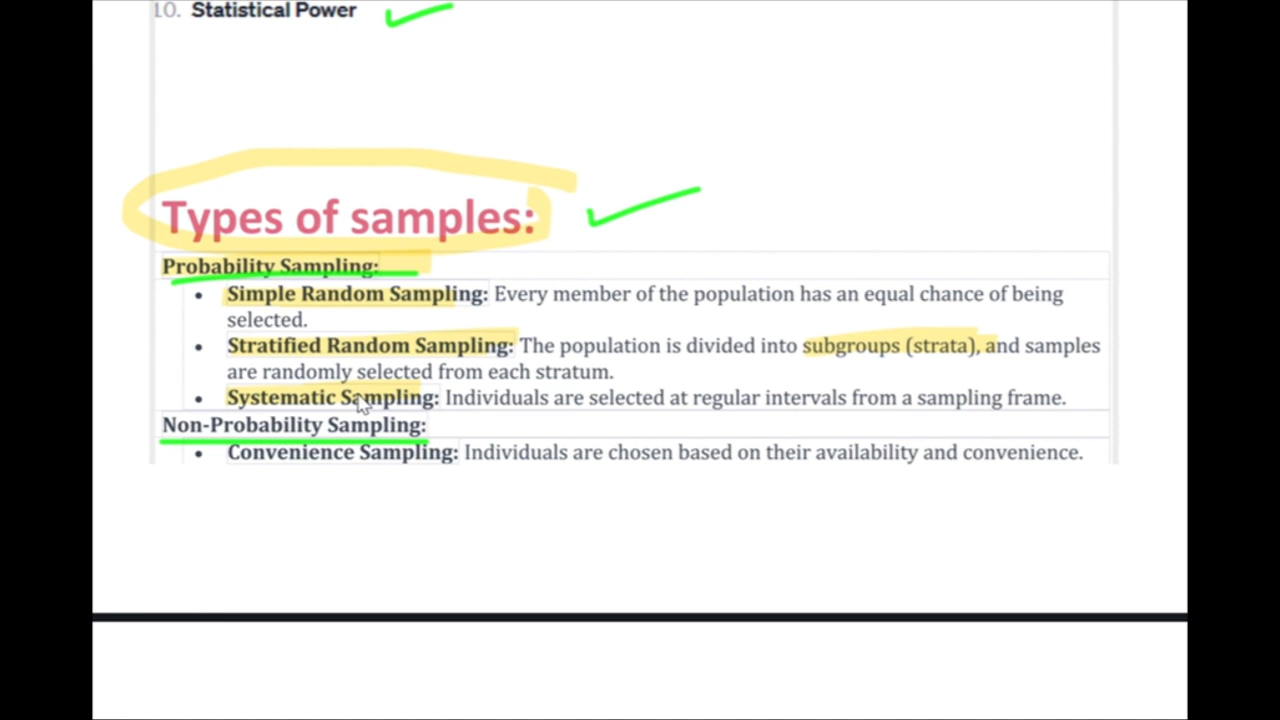 10. Statistical Power
Types of samples:
Probability Sampling:
• Simple Random Sampling: Every member of the population has an equal chance of being
selected.
• Stratified Random Sampling: The population is divided into subgroups (strata), and samples
are randomly selected from each stratum.
• Systematic Sampling: Individuals are selected at regular intervals from a sampling frame.
Non-Probability Sampling:
• Convenience Sampling: Individuals are chosen based on their availability and convenience.